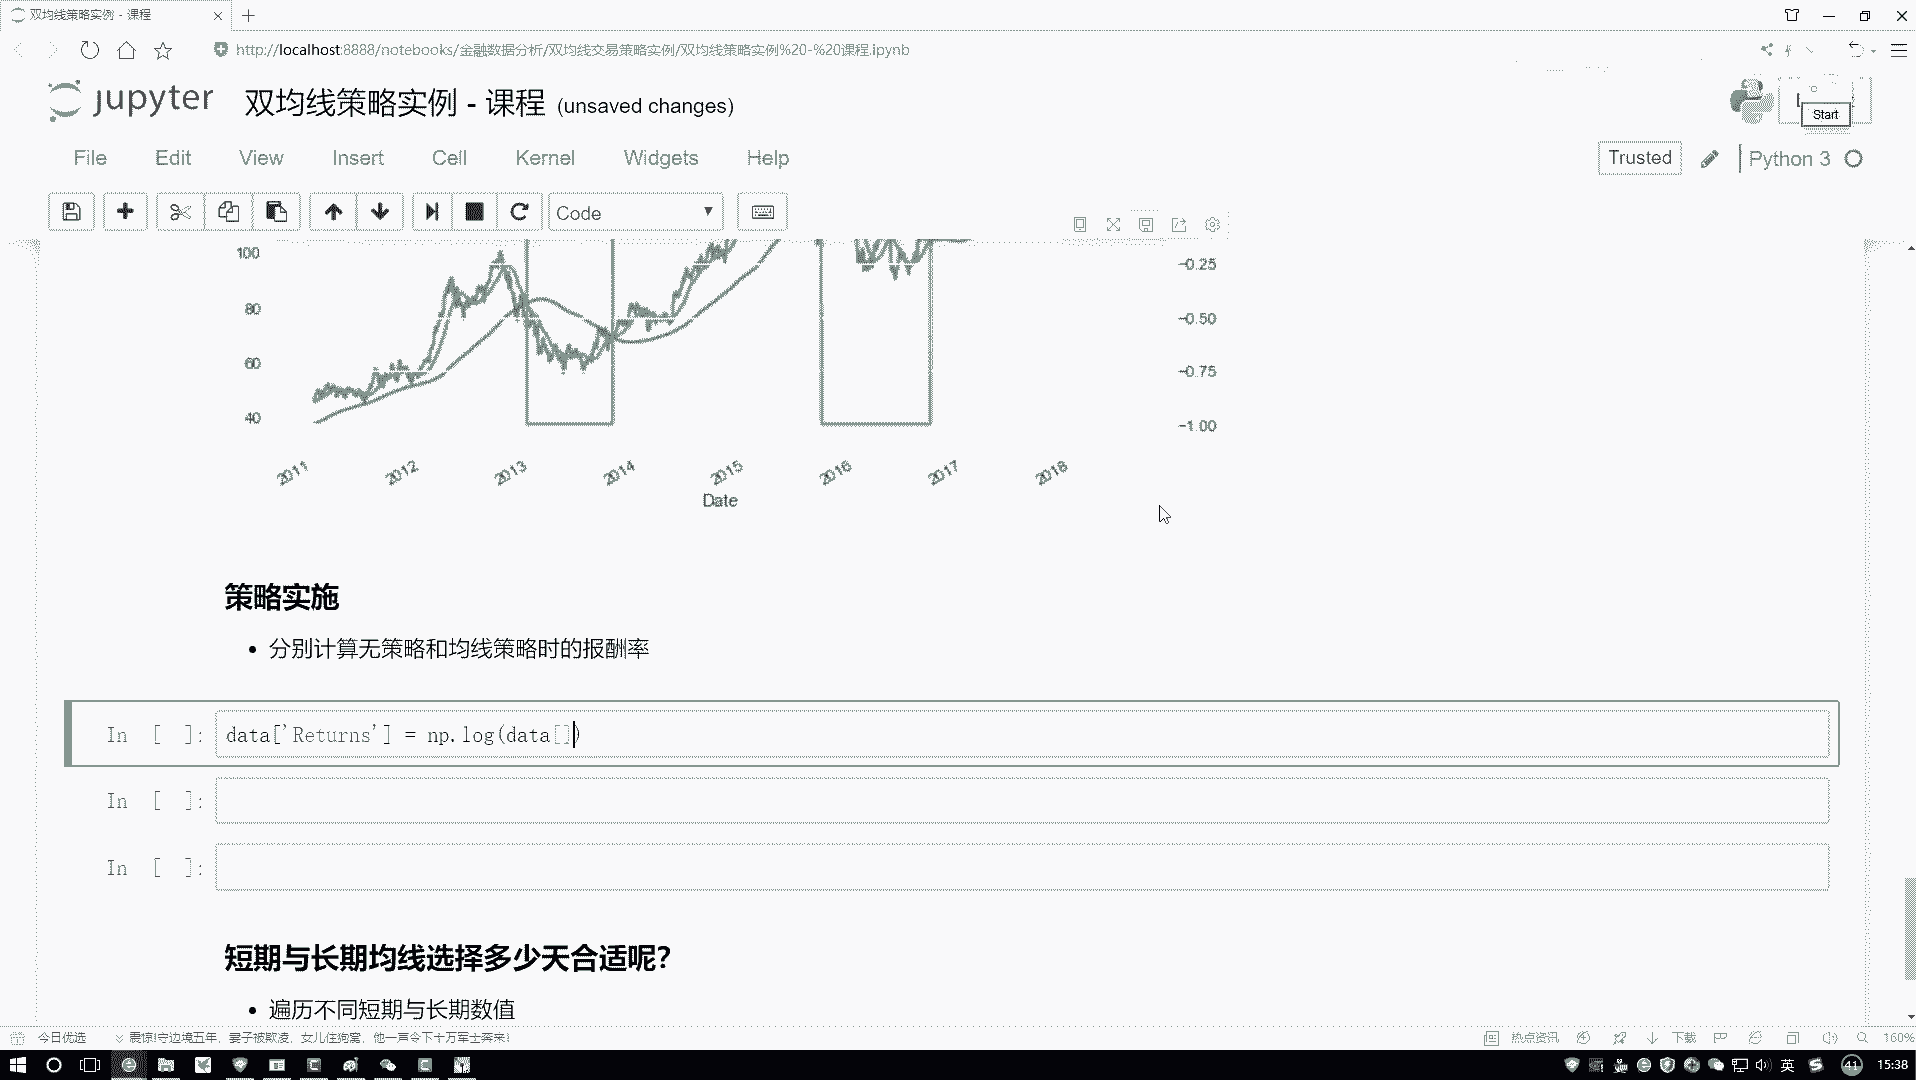 双均线策略实例 - 课程
http://localhost:8888/notebooks/金融数据分析/双均线交易策略实例/双均线策略实例%20-%20课程.ipynb
jupyter 双均线策略实例 - 课程 (unsaved changes)
Start
File Edit View Insert Cell Kernel Widgets Help
Trusted Python 3
Code
100
80
60
40
−0.25
−0.50
−0.75
−1.00
2011 2012 2013 2014 2015 2016 2017 2018
Date
策略实施
分别计算无策略和均线策略时的报酬率
In [ ]: data['Returns'] = np.log(data[])
In [ ]:
In [ ]:
短期与长期均线选择多少天合适呢?
遍历不同短期与长期数值
今日优选 震惊!守边境五年，妻子被欺凌，女儿住狗窝，他一声令下十万军士奔来!
热点资讯 下载 160%
英 41 15:38